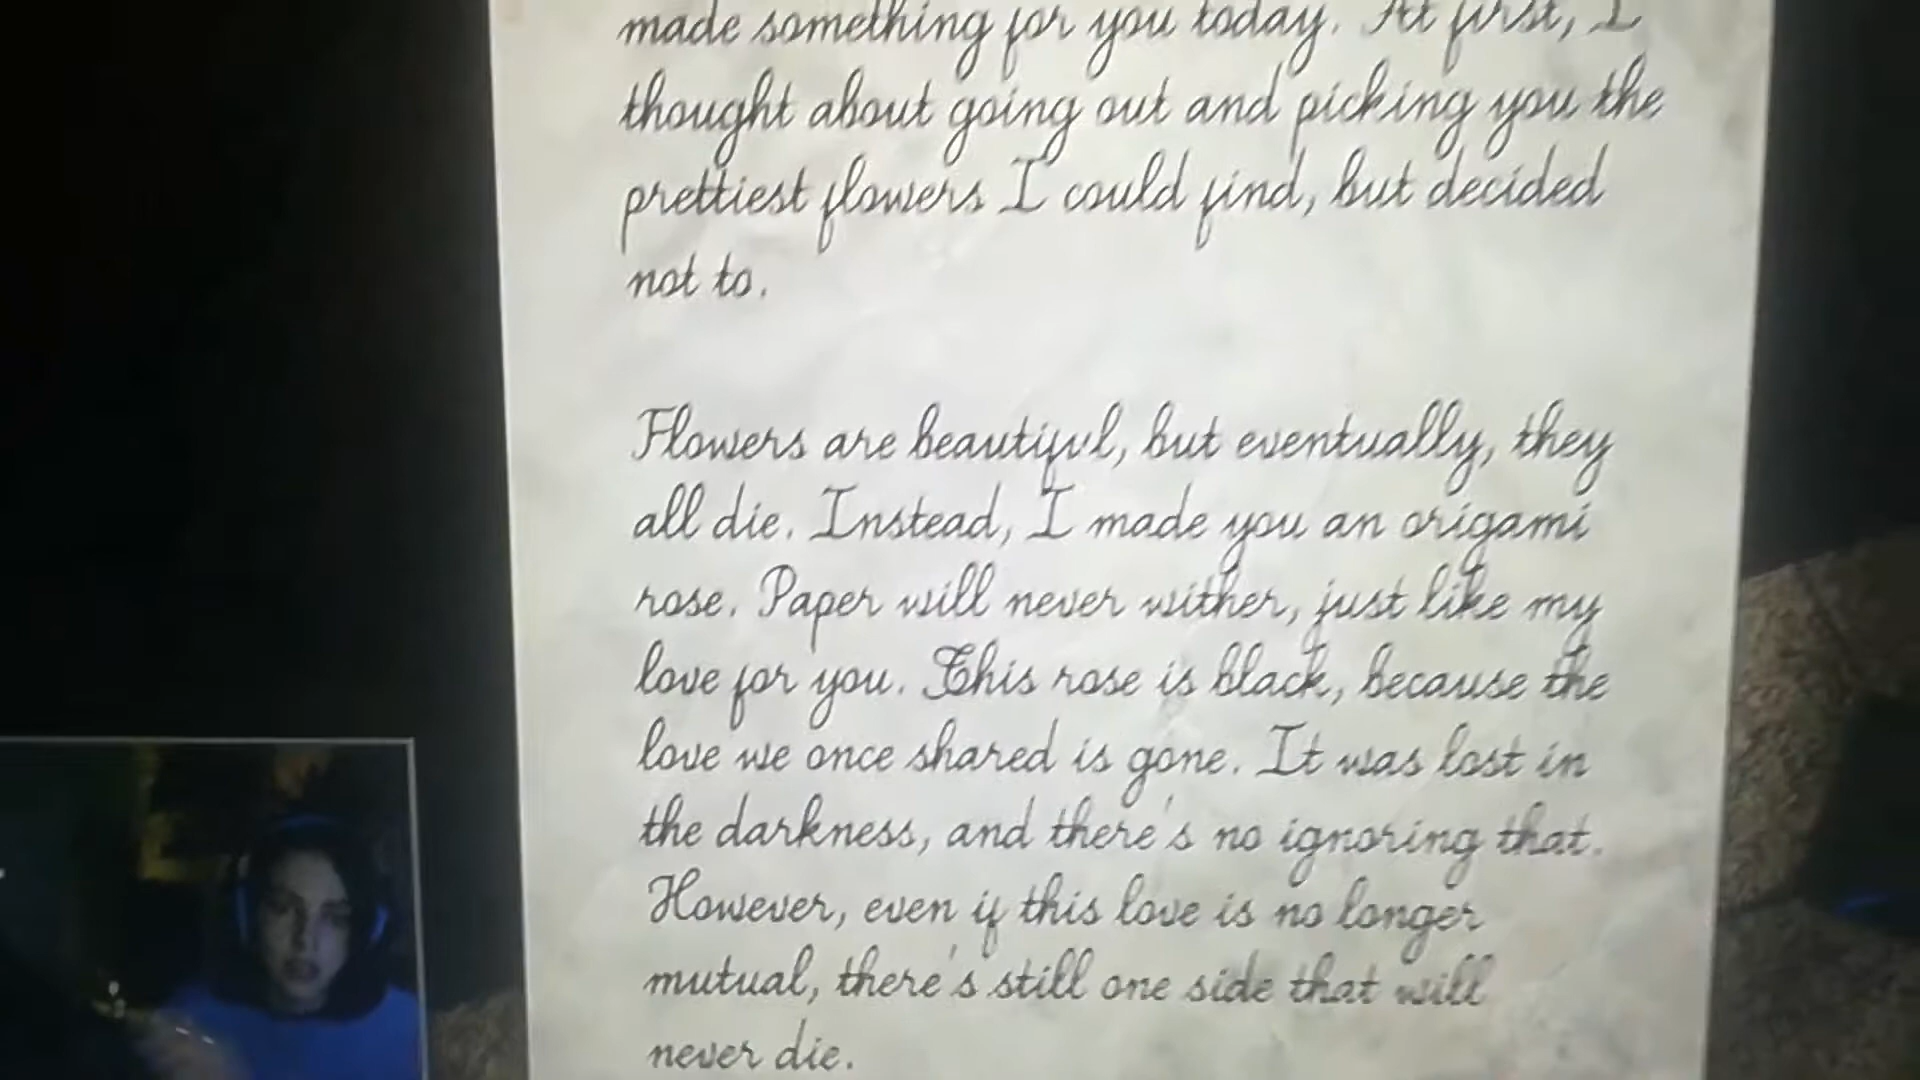 made something for you today. At first, I
thought about going out and picking you the
prettiest flowers I could find, but decided
not to.
Flowers are beautiful, but eventually, they
all die. Instead, I made you an origami
rose. Paper will never wither, just like my
love for you. This rose is black, because the
love we once shared is gone. It was lost in
the darkness, and there's no ignoring that.
However, even if this love is no longer
mutual, there's still one side that will
never die.